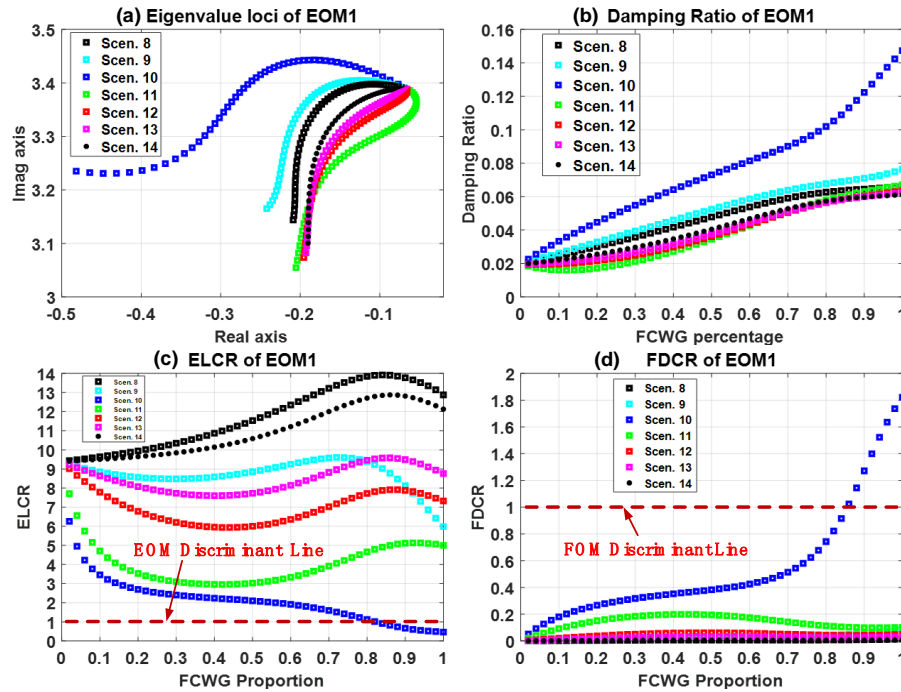 (a) Eigenvalue loci of EOM1
3.5
3.4
3.3
3.2
3.1
3
-0.5
-0.4
-0.3
-0.2
-0.1
Imag axis
Real axis
Scen. 8
Scen. 9
Scen. 10
Scen. 11
Scen. 12
Scen. 13
Scen. 14
(b) Damping Ratio of EOM1
0.16
0.14
0.12
0.1
0.08
0.06
0.04
0.02
0
0.1 0.2 0.3 0.4 0.5 0.6 0.7 0.8 0.9 1
Damping Ratio
FCWG percentage
Scen. 8
Scen. 9
Scen. 10
Scen. 11
Scen. 12
Scen. 13
Scen. 14
(c) ELCR of EOM1
14
13
12
11
10
9
8
7
6
5
4
3
2
1
0
0 0.1 0.2 0.3 0.4 0.5 0.6 0.7 0.8 0.9 1
ELCR
FCWG Proportion
Scen. 8
Scen. 9
Scen. 10
Scen. 11
Scen. 12
Scen. 13
Scen. 14
EOM Discriminant Line
(d) FDCR of EOM1
2
1.8
1.6
1.4
1.2
1
0.8
0.6
0.4
0.2
0
0 0.1 0.2 0.3 0.4 0.5 0.6 0.7 0.8 0.9 1
FDCR
FCWG Proportion
Scen. 8
Scen. 9
Scen. 10
Scen. 11
Scen. 12
Scen. 13
Scen. 14
FOM Discriminant Line